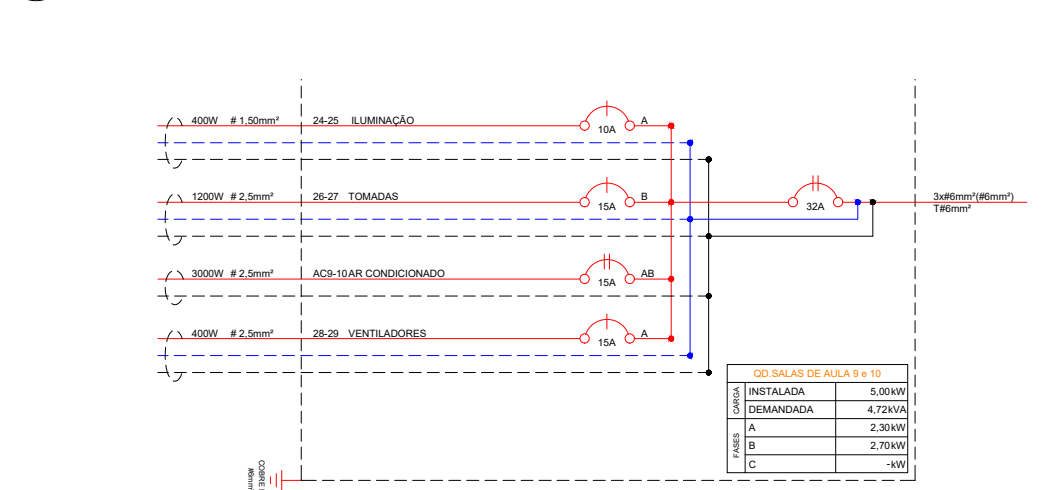 400W # 1,50mm² 24-25 ILUMINAÇÃO 10A A
1200W # 2,5mm² 26-27 TOMADAS 15A B 32A 3x#6mm²(#6mm²)
T#6mm²
3000W # 2,5mm² AC9-10 AR CONDICIONADO 15A AB
400W # 2,5mm² 28-29 VENTILADORES 15A A
QD.SALAS DE AULA 9 e 10
CARGA
INSTALADA 5,00kW
DEMANDADA 4,72kVA
FASES
A 2,30kW
B 2,70kW
C -kW
COBRE